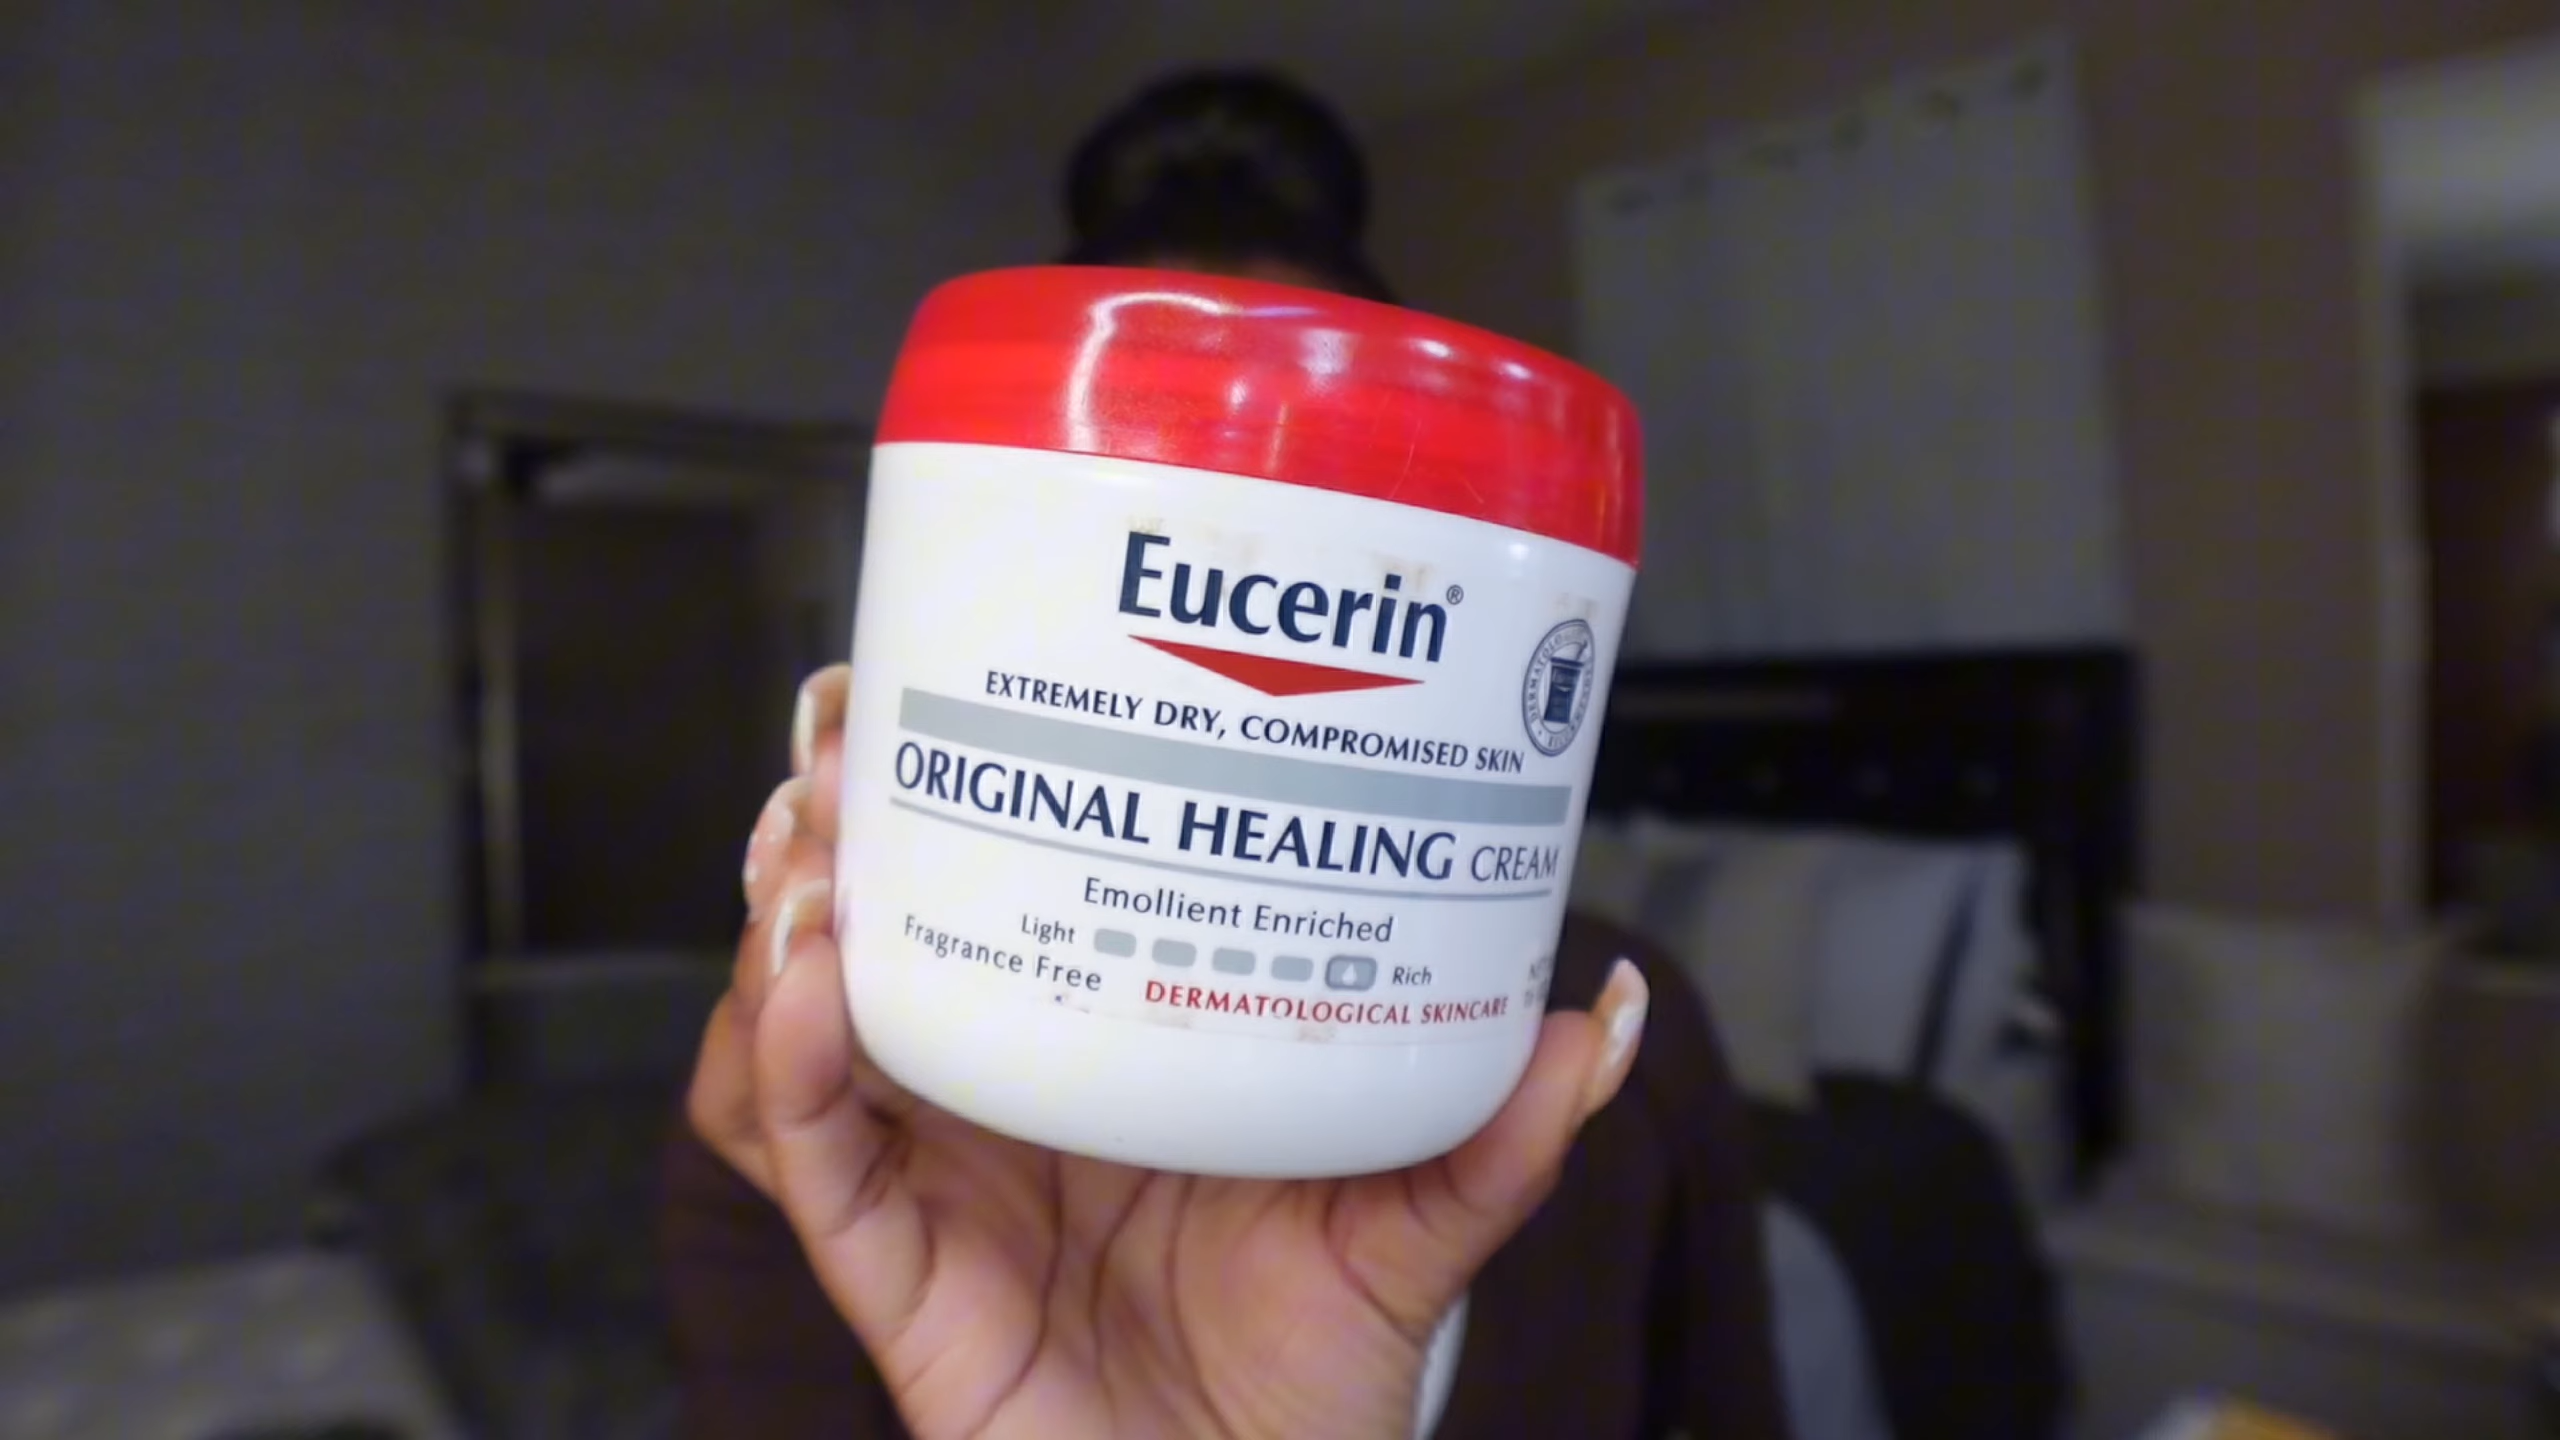 Eucerin®
EXTREMELY DRY, COMPROMISED SKIN
ORIGINAL HEALING CREAM
Emollient Enriched
Light Rich
Fragrance Free
DERMATOLOGICAL SKINCARE